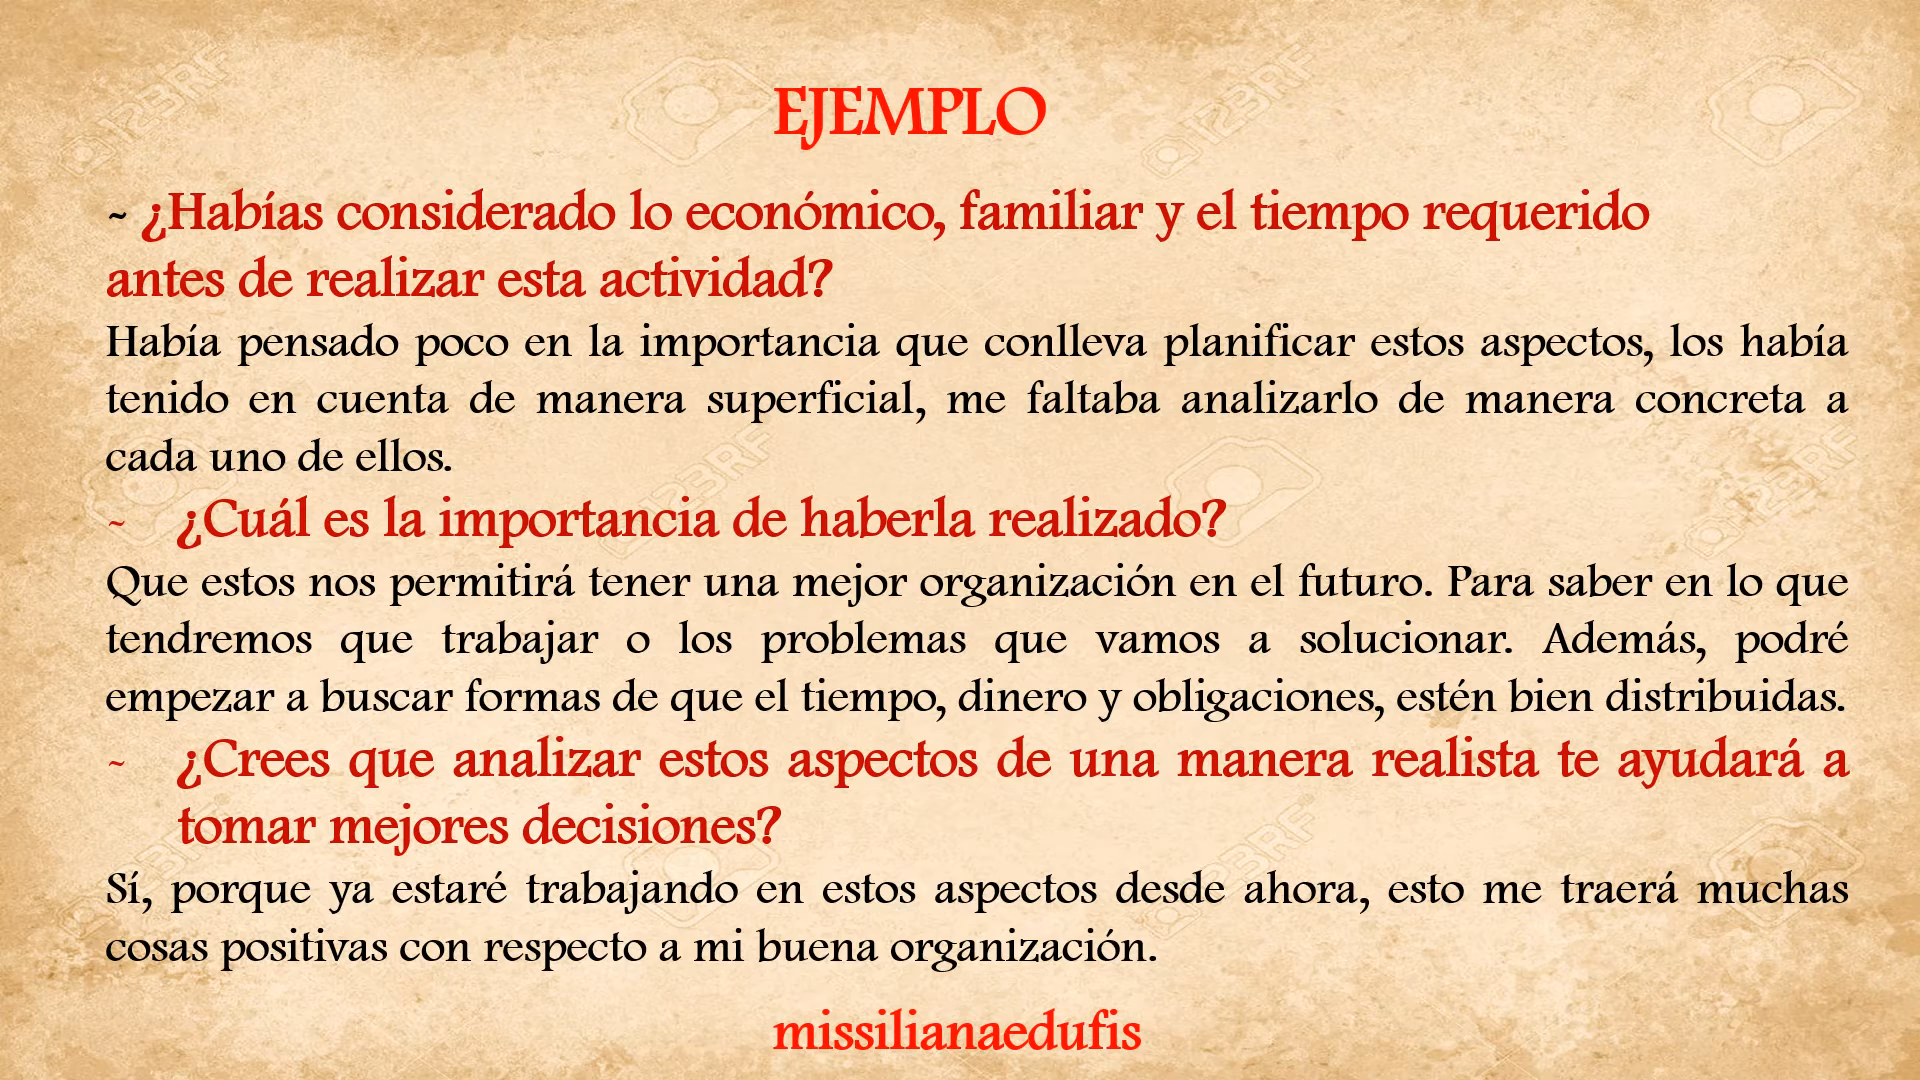 EJEMPLO
~ ¿Habías considerado lo económico, familiar y el tiempo requerido
antes de realizar esta actividad?
Había pensado poco en la importancia que conlleva planificar estos aspectos, los había
tenido en cuenta de manera superficial, me faltaba analizarlo de manera concreta a
cada uno de ellos.
~ ¿Cuál es la importancia de haberla realizado?
Que estos nos permitirá tener una mejor organización en el futuro. Para saber en lo que
tendremos que trabajar o los problemas que vamos a solucionar. Además, podré
empezar a buscar formas de que el tiempo, dinero y obligaciones, estén bien distribuidas.
~ ¿Crees que analizar estos aspectos de una manera realista te ayudará a
tomar mejores decisiones?
Sí, porque ya estaré trabajando en estos aspectos desde ahora, esto me traerá muchas
cosas positivas con respecto a mi buena organización.
missilianaedufis
123RF
123RF
123RF
123RF
123RF
123RF